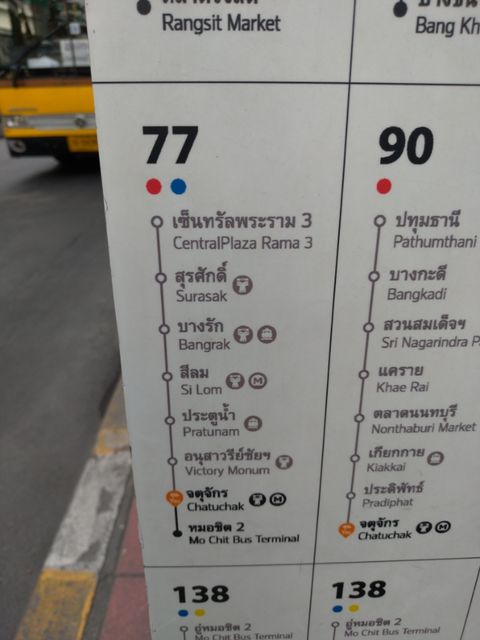 Rangsit Market
77
เซ็นทรัลพระราม 3
CentralPlaza Rama 3
สุรศักดิ์
Surasak
บางรัก
Bangrak
สีลม
Si Lom
M
ประตูน้ำ
Pratunam
อนุสาวรีย์ชัยฯ
Victory Monum
จตุจักร
Chatuchak
M
หมอชิต 2
Mo Chit Bus Terminal
138
อู่หมอชิต 2
Mo Chit Bus Terminal
Bang Kh
90
ปทุมธานี
Pathumthani
บางกะดี
Bangkadi
สวนสมเด็จฯ
Sri Nagarindra P
แคราย
Khae Rai
ตลาดนนทบุรี
Nonthaburi Market
เกียกกาย
Kiakkai
ประดิพัทธ์
Pradiphat
จตุจักร
Chatuchak
M
138
อู่หมอชิต 2
Mo Chit Bus Terminal